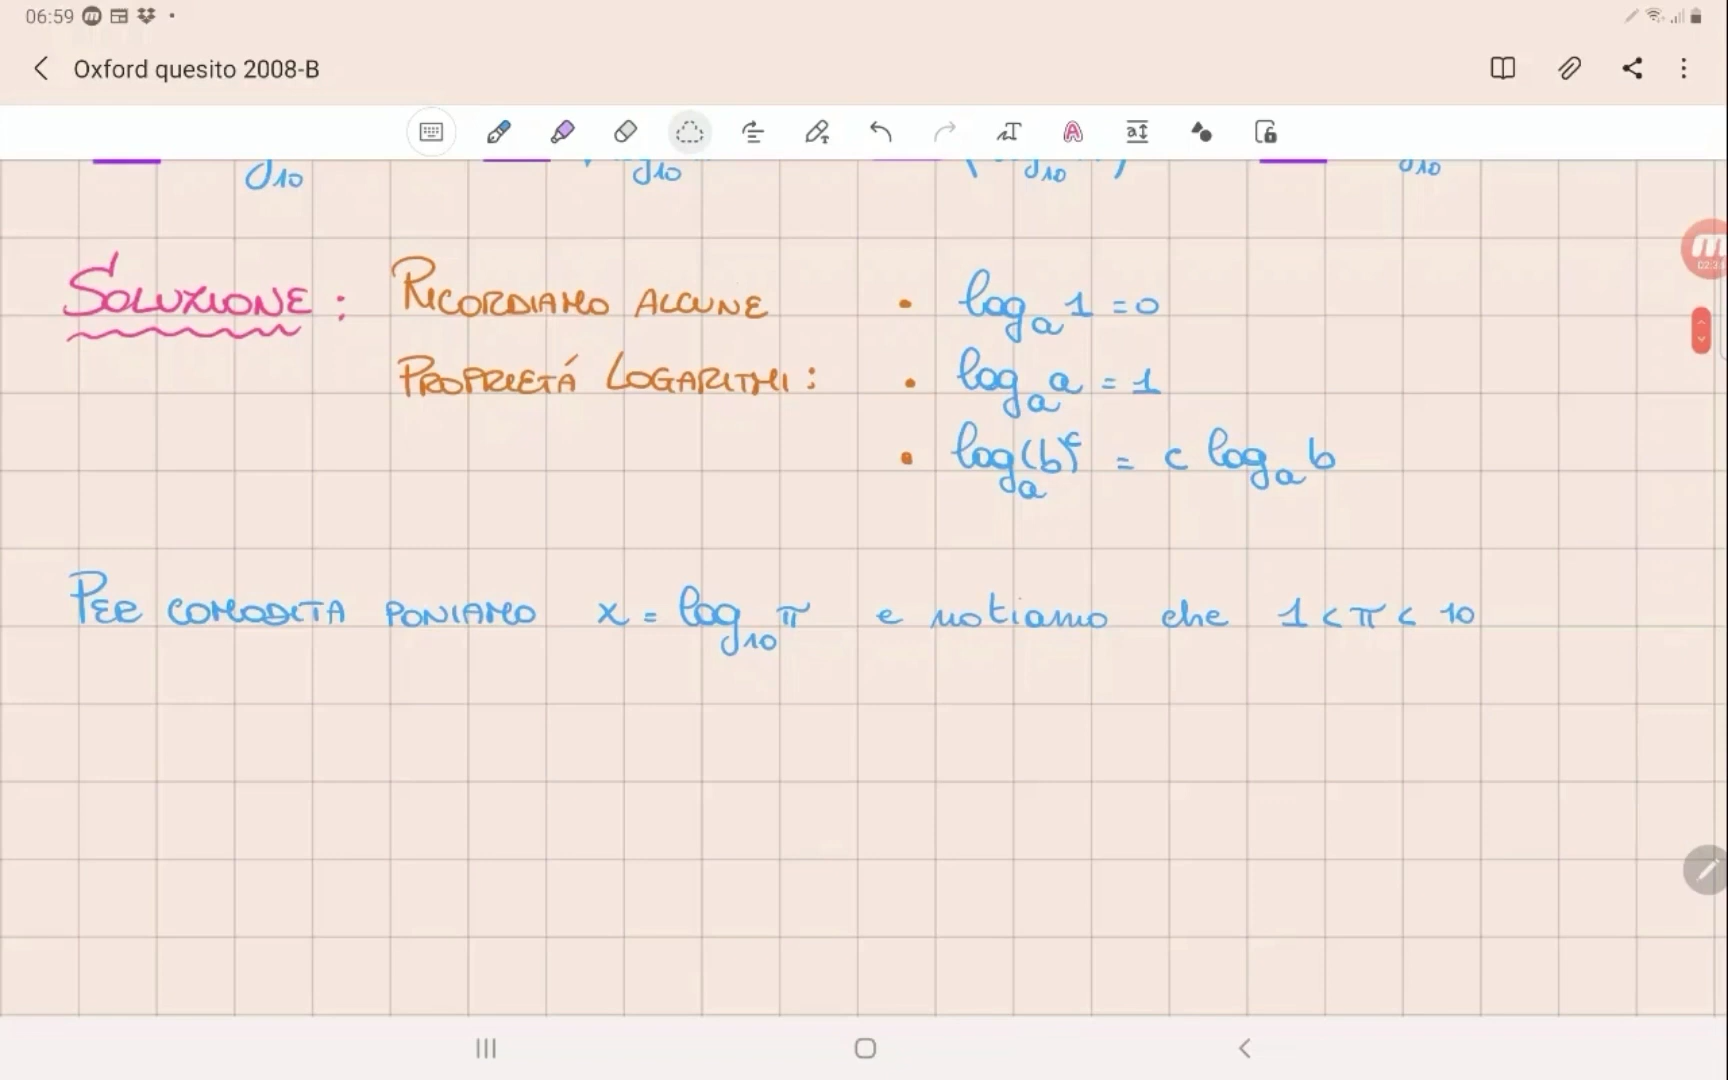 06:59
Oxford quesito 2008-B
SOLUZIONE : RICORDIAMO ALCUNE • log_a 1 = 0
PROPRIETÁ LOGARITMI : • log_a a = 1
• log_a (b)^c = c log_a b
PER COMODITA PONIAMO x = log_10 π e notiamo che 1 < π < 10